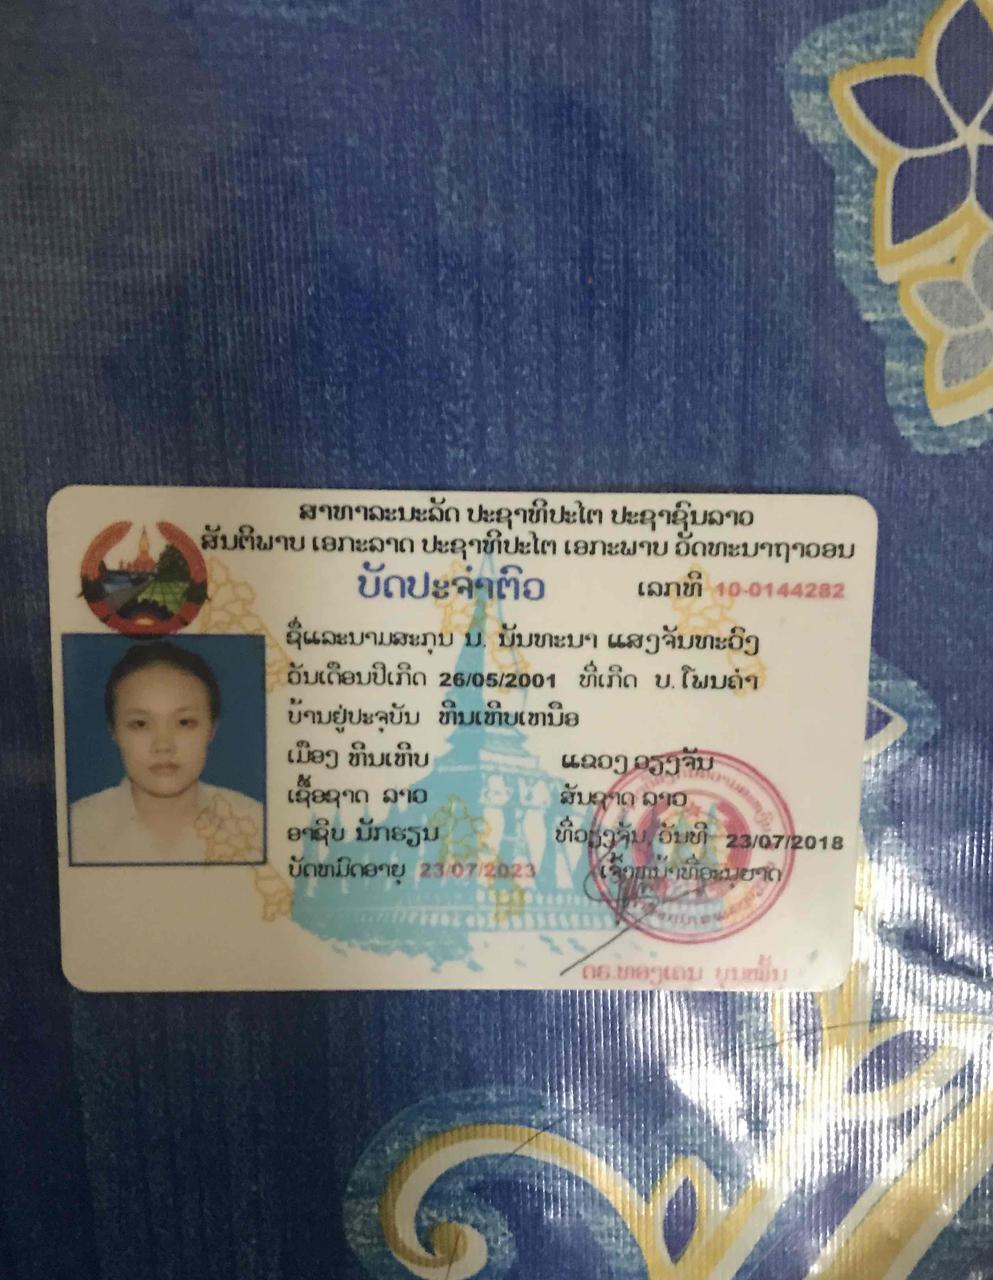 ສາທາລະນະລັດ ປະຊາທິປະໄຕ ປະຊາຊົນລາວ
ສັນຕິພາບ ເອກະລາດ ປະຊາທິປະໄຕ ເອກະພາບ ວັດທະນາຖາວອນ
ບັດປະຈຳຕົວ ເລກທີ 10-0144282
ຊື່ແລະນາມສະກຸນ ນ. ນັນທະນາ ແສງຈັນທະວົງ
ວັນເດືອນປີເກີດ 26/05/2001 ທີ່ເກີດ ບ. ໂພນຄຳ
ບ້ານຢູ່ປະຈຸບັນ ຫີນເຫີບເຫນືອ
ເມືອງ ຫີນເຫີບ ແຂວງ ວຽງຈັນ
ເຊື້ອຊາດ ລາວ ສັນຊາດ ລາວ
ອາຊິບ ນັກຮຽນ ທີ່ວຽງຈັນ, ວັນທີ 23/07/2018
ບັດຫມົດອາຍຸ 23/07/2023 ເຈົ້າຫນ້າທີ່ອະນຸຍາດ
ທອງເຄນ